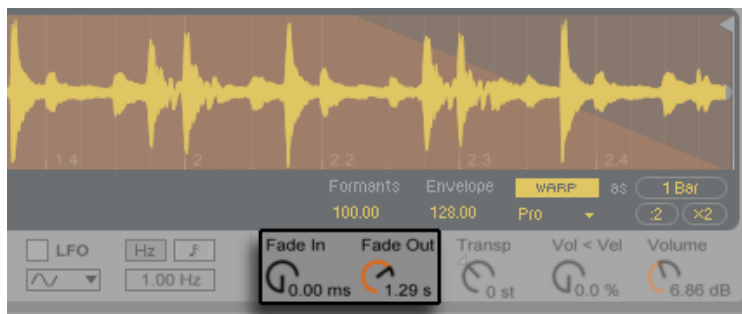 1.4 2 2.2 2.3 2.4
Formants Envelope WARP as 1 Bar
100.00 128.00 Pro :2 ×2
LFO Hz Fade In Fade Out Transp Vol < Vel Volume
1.00 Hz 0.00 ms 1.29 s 0 st 0.0 % 6.86 dB